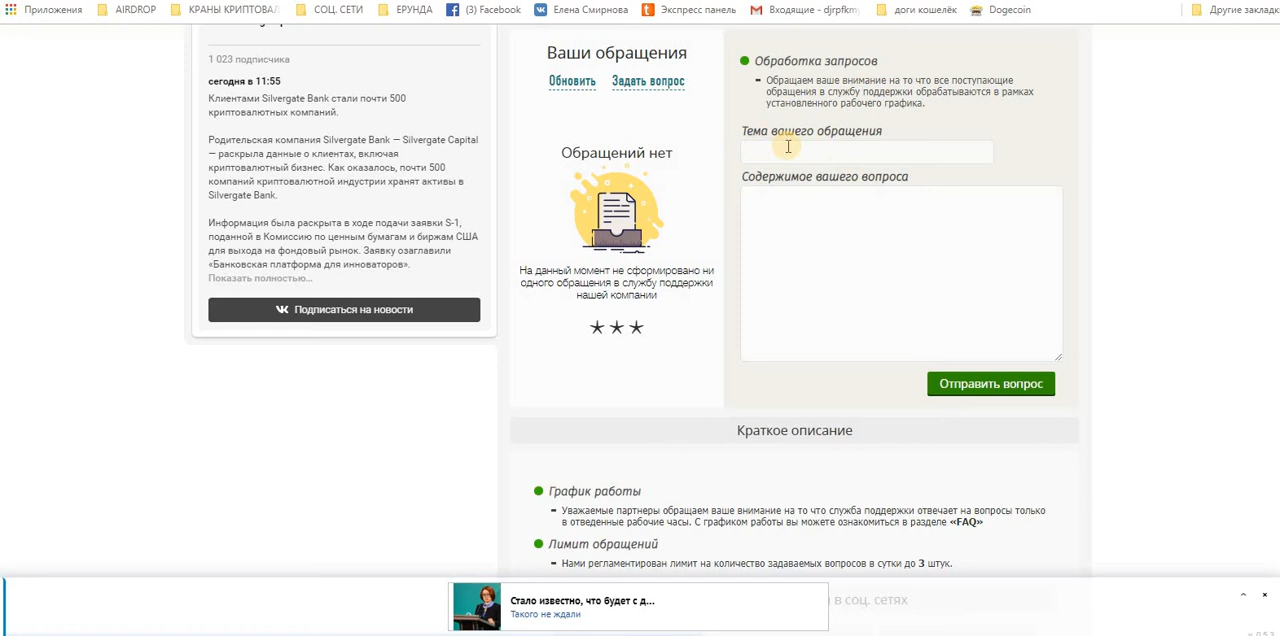 Приложения
AIRDROP
КРАНЫ КРИПТОВАЛ
СОЦ. СЕТИ
ЕРУНДА
(3) Facebook
Елена Смирнова
Экспресс панель
Входящие - djrpfkm
доги кошелёк
Dogecoin
Другие закладк
1 023 подписчика
сегодня в 11:55
Клиентами Silvergate Bank стали почти 500
криптовалютных компаний.
Родительская компания Silvergate Bank — Silvergate Capital
— раскрыла данные о клиентах, включая
криптовалютный бизнес. Как оказалось, почти 500
компаний криптовалютной индустрии хранят активы в
Silvergate Bank.
Информация была раскрыта в ходе подачи заявки S-1,
поданной в Комиссию по ценным бумагам и биржам США
для выхода на фондовый рынок. Заявку озаглавили
«Банковская платформа для инноваторов».
Показать полностью...
Подписаться на новости
Ваши обращения
Обновить Задать вопрос
Обращений нет
На данный момент не сформировано ни
одного обращения в службу поддержки
нашей компании
Обработка запросов
Обращаем ваше внимание на то что все поступающие
обращения в службу поддержки обрабатываются в рамках
установленного рабочего графика.
Тема вашего обращения
Содержимое вашего вопроса
Отправить вопрос
Краткое описание
График работы
Уважаемые партнеры обращаем ваше внимание на то что служба поддержки отвечает на вопросы только
в отведенные рабочие часы. С графиком работы вы можете ознакомиться в разделе «FAQ»
Лимит обращений
Нами регламентирован лимит на количество задаваемых вопросов в сутки до 3 штук.
в соц. сетях
Стало известно, что будет с д...
Такого не ждали